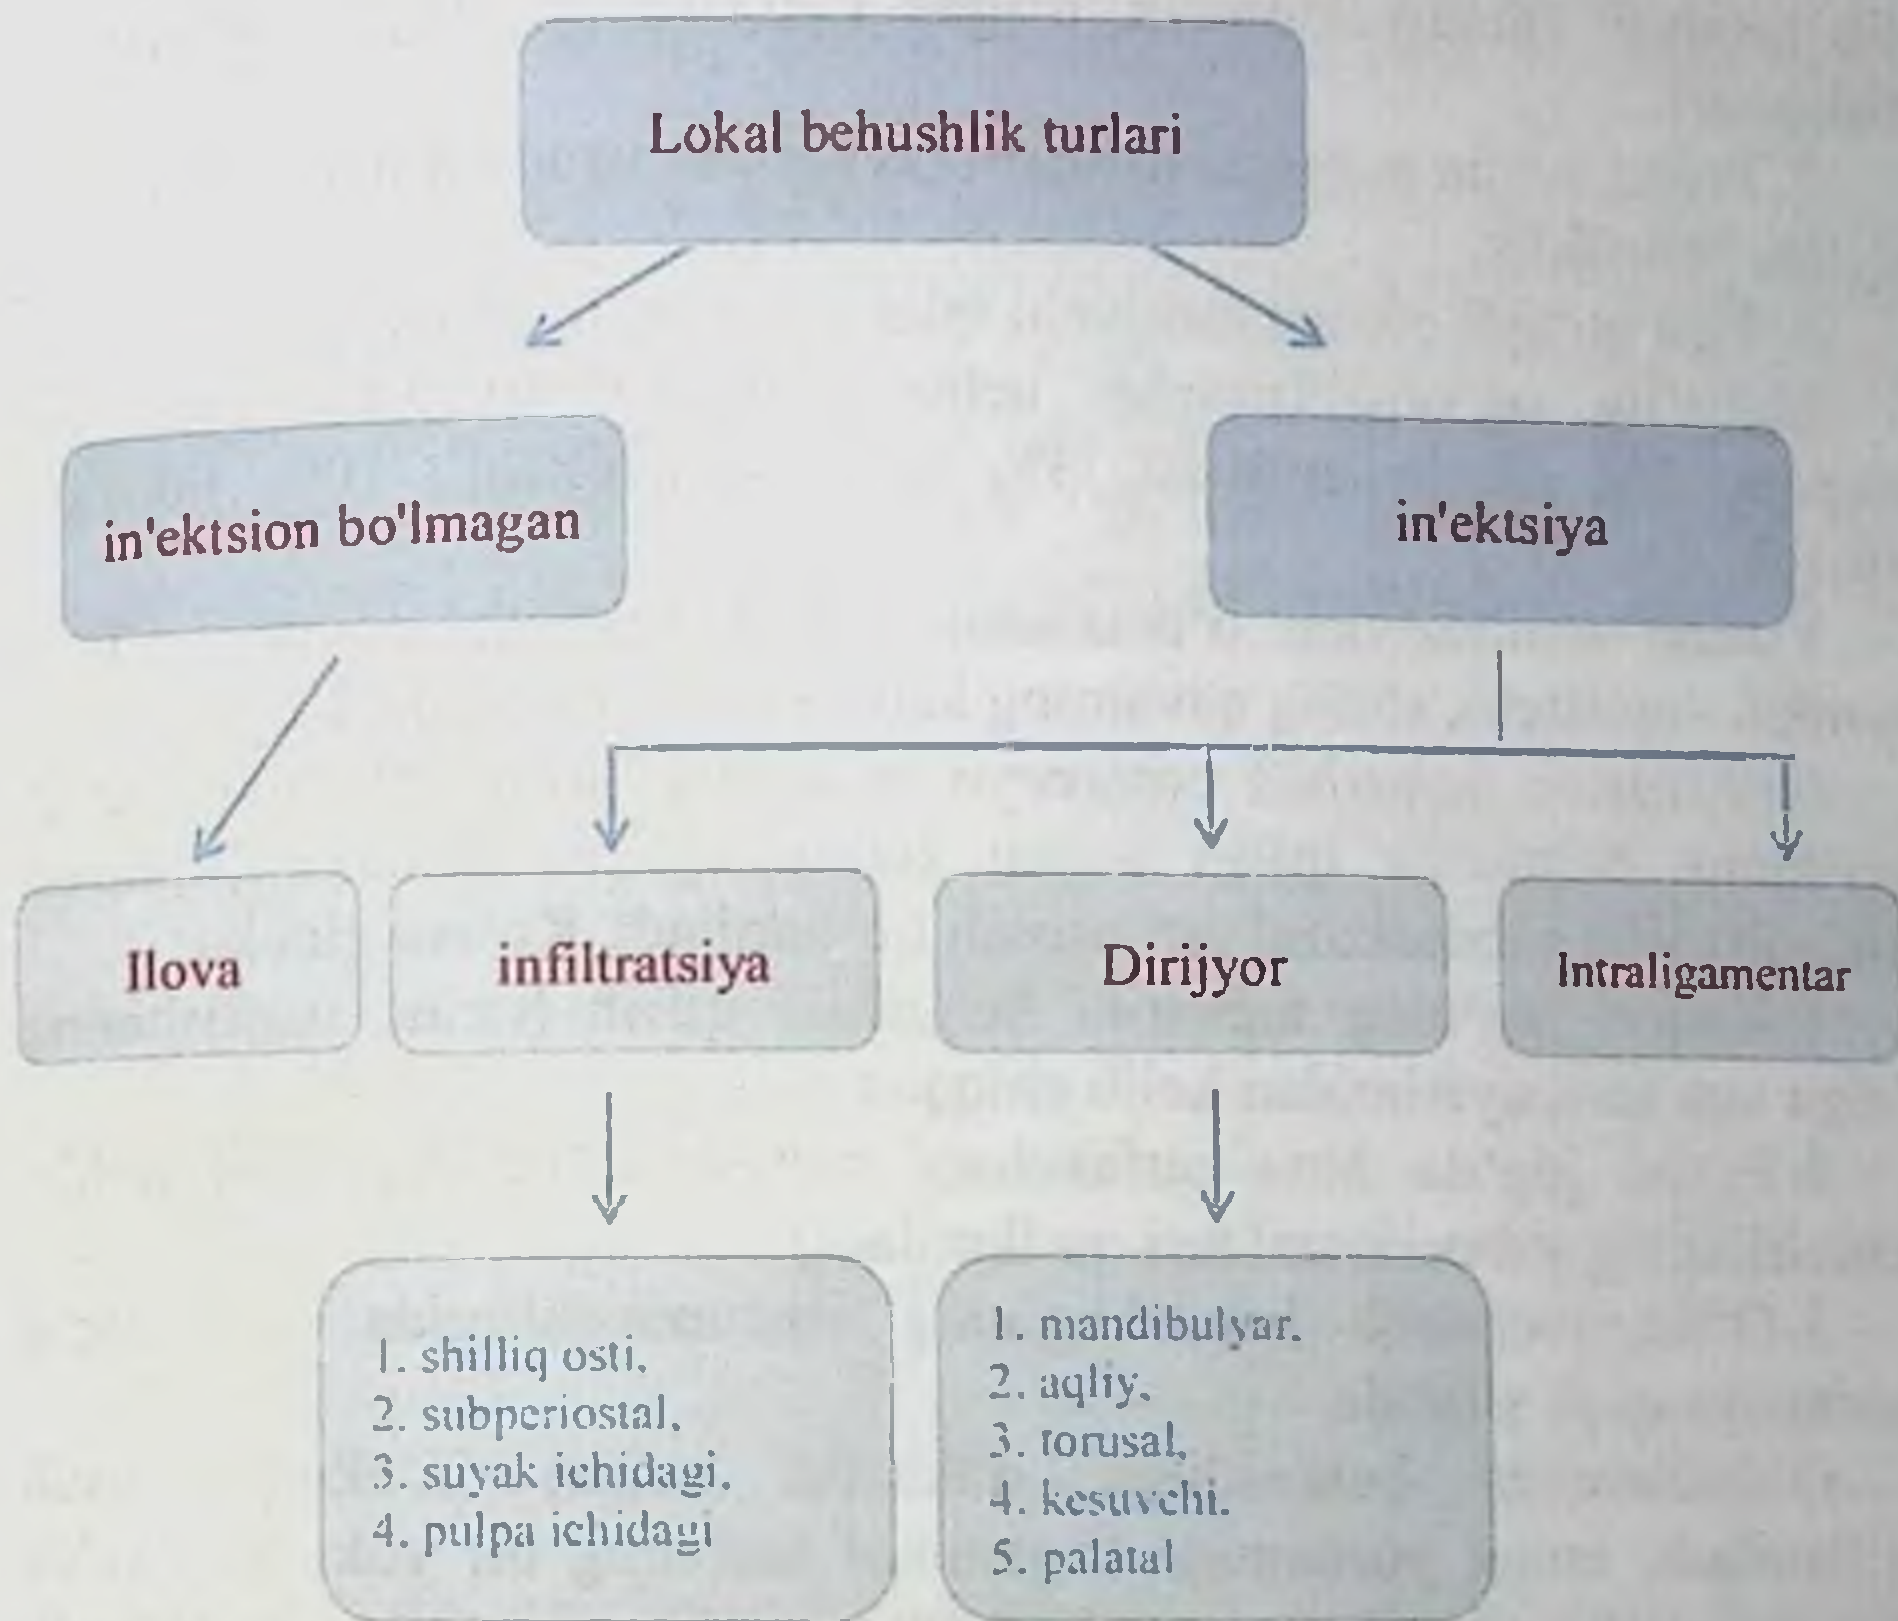 Lokal behushlik turlari
in'ektsion bo'lmagan
in'ektsiya
Ilova
infiltratsiya
Dirijyor
Intraligamentar
1. shilliq osti,
2. subperiostal,
3. suyak ichidagi,
4. pulpa ichidagi
1. mandibulyar,
2. aqliy,
3. torusal,
4. kesuvchi,
5. palatal